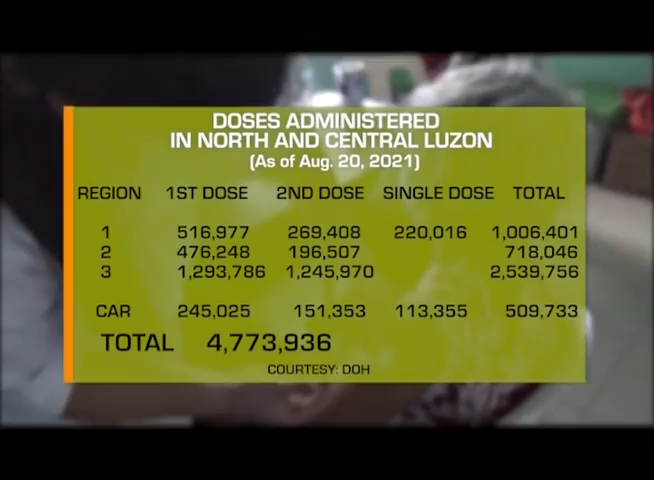 DOSES ADMINISTERED
IN NORTH AND CENTRAL LUZON
(As of Aug. 20, 2021)
REGION 1ST DOSE 2ND DOSE SINGLE DOSE TOTAL
1 516,977 269,408 220,016 1,006,401
2 476,248 196,507 718,046
3 1,293,786 1,245,970 2,539,756
CAR 245,025 151,353 113,355 509,733
TOTAL 4,773,936
COURTESY: DOH